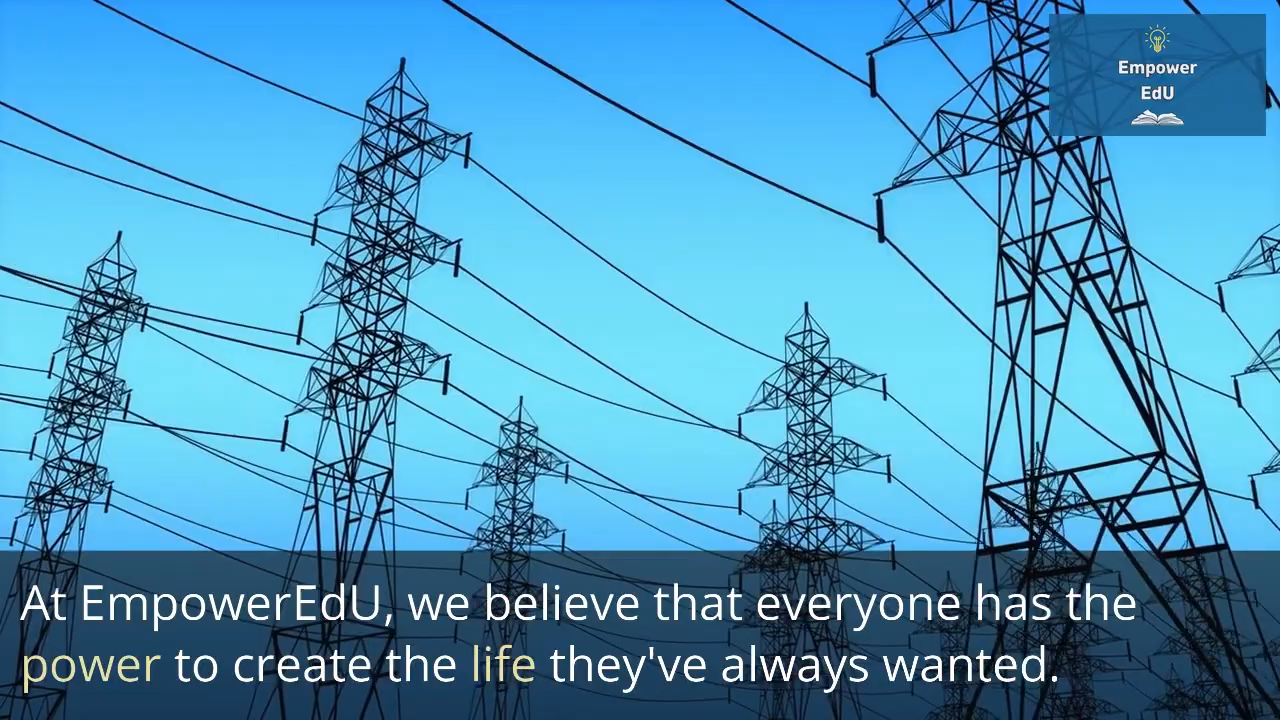 Empower
EdU
At EmpowerEdU, we believe that everyone has the
power to create the life they've always wanted.